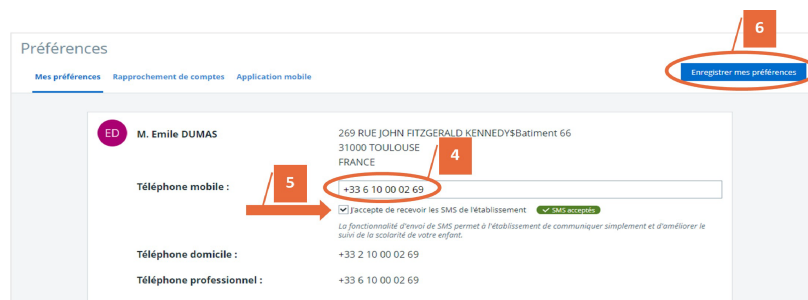 6
Préférences
Mes préférences Rapprochement de comptes Application mobile
Enregistrer mes préférences
ED M. Emile DUMAS
269 RUE JOHN FITZGERALD KENNEDY$Batiment 66
31000 TOULOUSE
FRANCE
4
Téléphone mobile :
5
+33 6 10 00 02 69
J'accepte de recevoir les SMS de l'établissement SMS acceptés
La fonctionnalité d'envoi de SMS permet à l'établissement de communiquer simplement et d'améliorer le
suivi de la scolarité de votre enfant.
Téléphone domicile : +33 2 10 00 02 69
Téléphone professionnel : +33 6 10 00 02 69